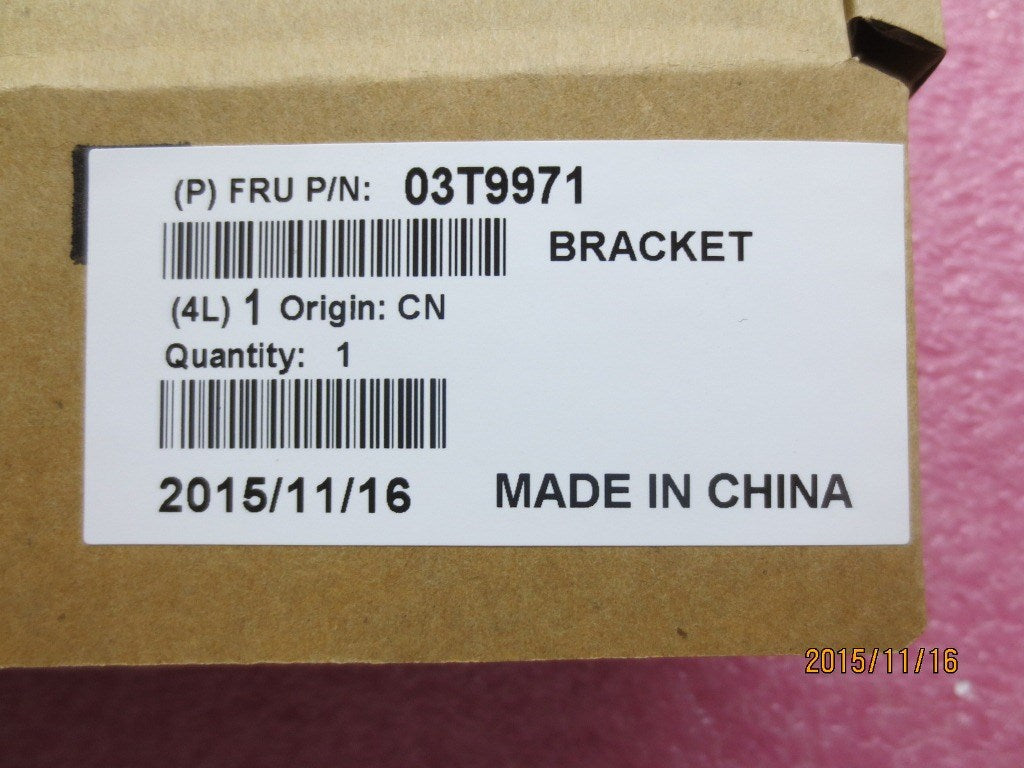 (P) FRU P/N: 03T9971
BRACKET
(4L) 1 Origin: CN
Quantity: 1
2015/11/16 MADE IN CHINA
2015/11/16